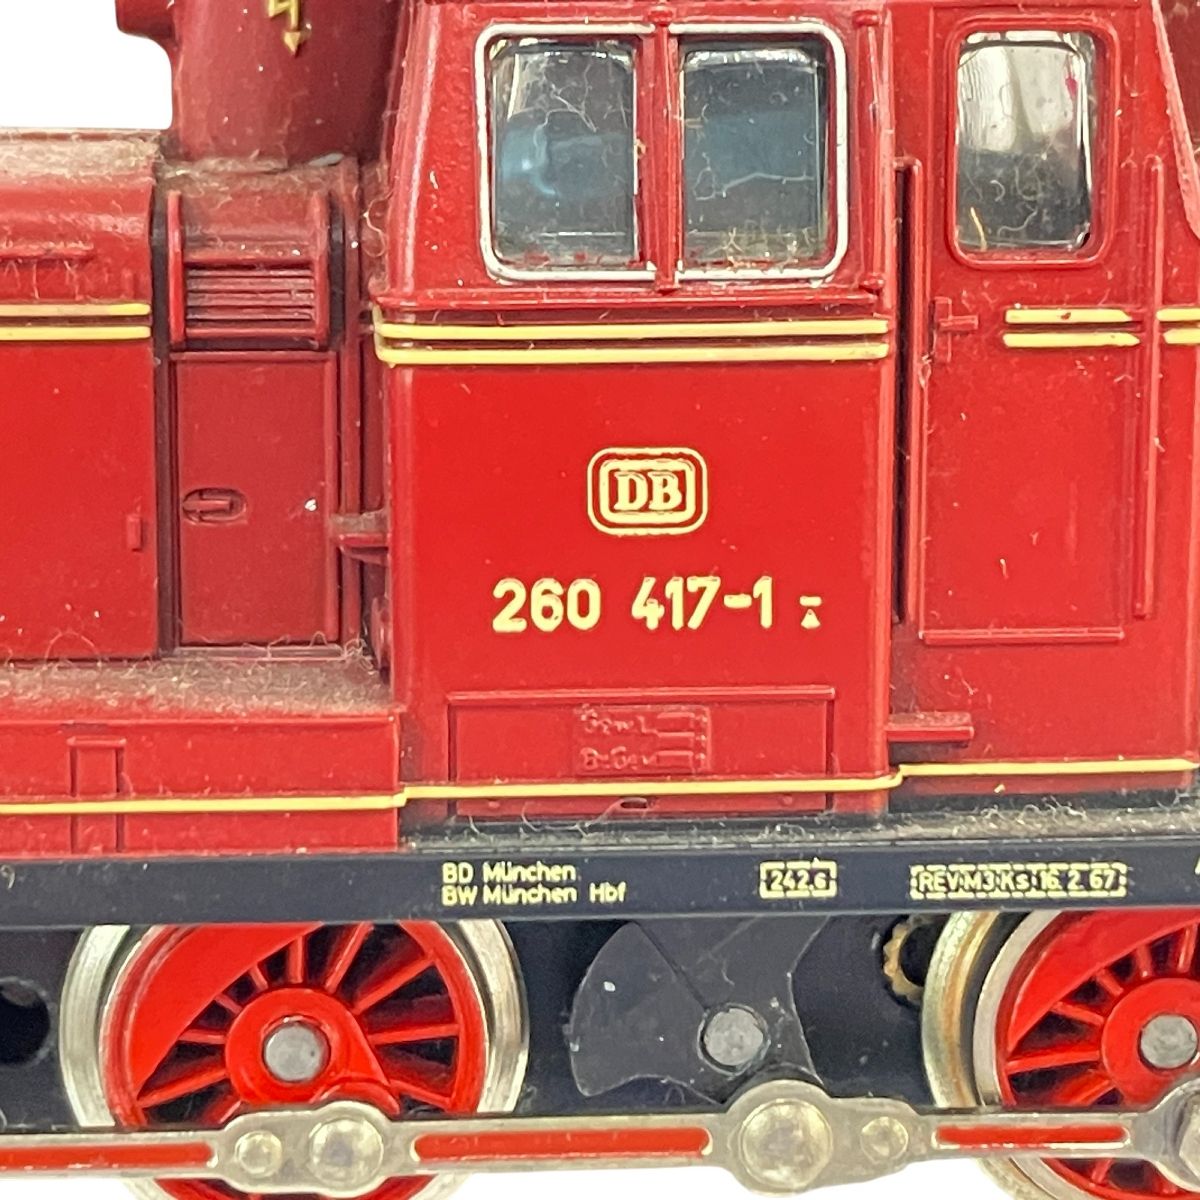 DB
260 417-1
BD München
BW München Hbf
242.6
REV.M3.Ks.16.2.67